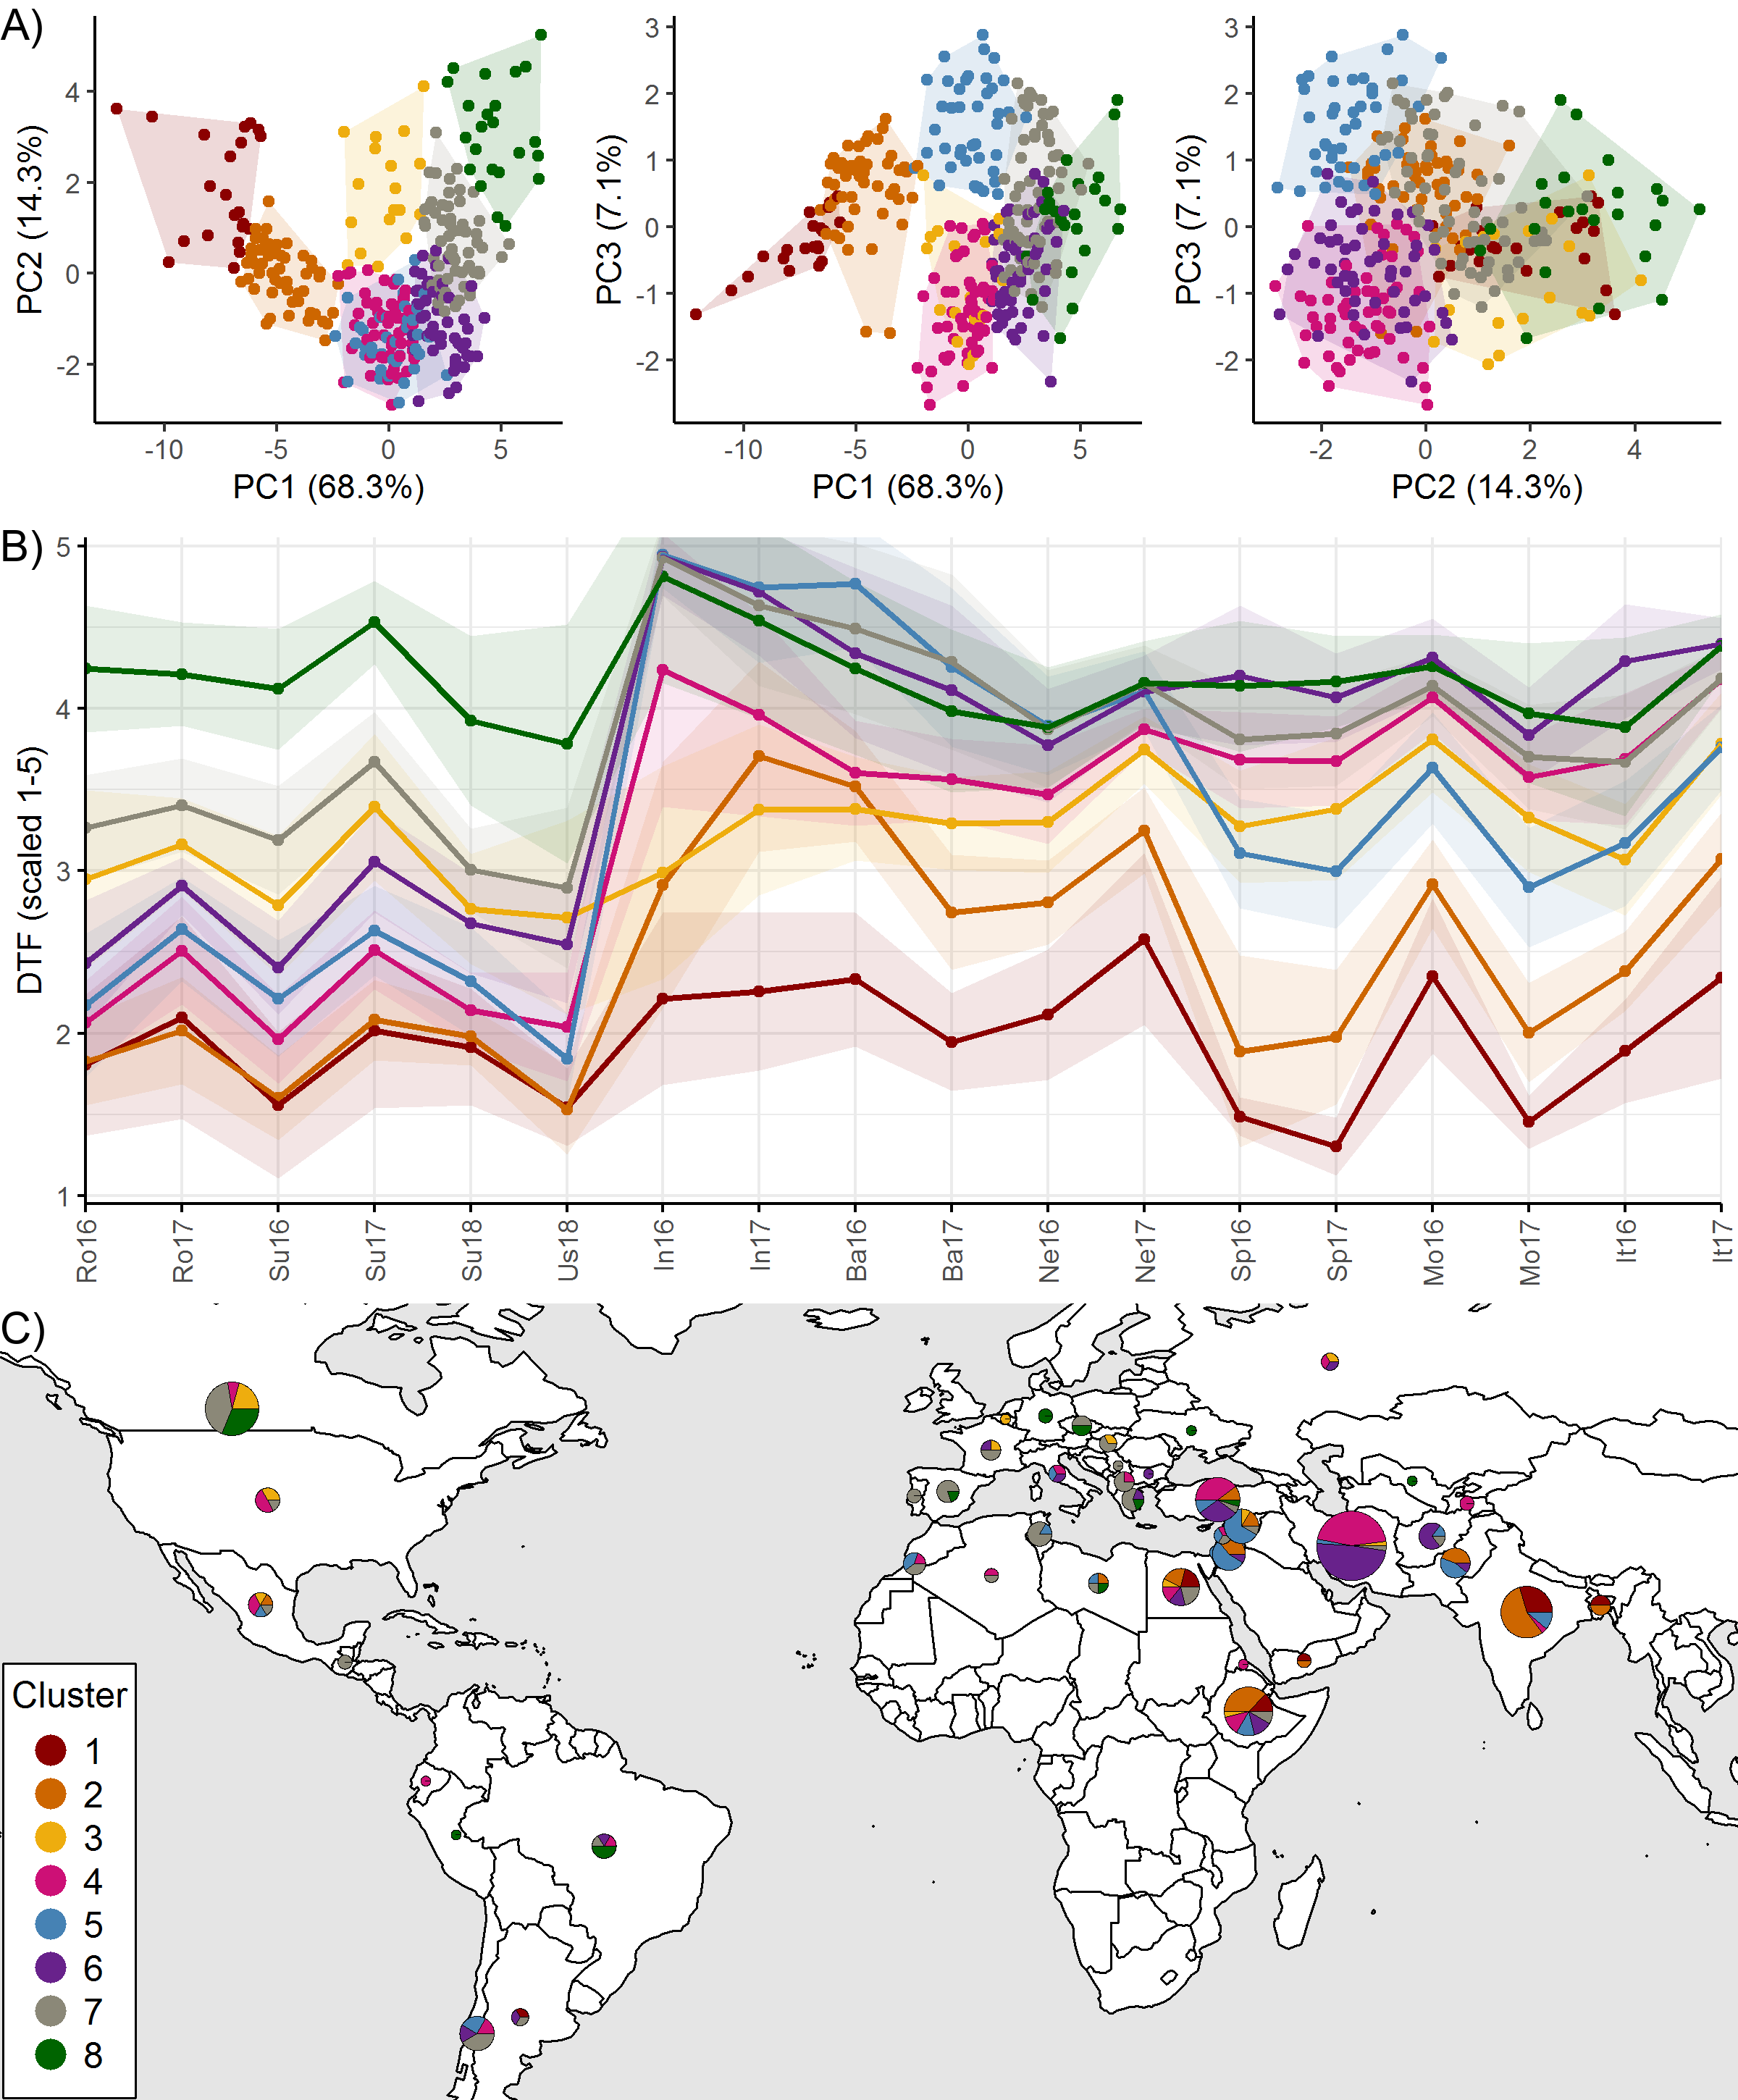 A)
PC2 (14.3%)
4
2
0
-2
-10
-5
0
5
PC1 (68.3%)
PC3 (7.1%)
3
2
1
0
-1
-2
-10
-5
0
5
PC1 (68.3%)
PC3 (7.1%)
3
2
1
0
-1
-2
-2
0
2
4
PC2 (14.3%)
B)
DTF (scaled 1-5)
5
4
3
2
1
Ro16
Ro17
Su16
Su17
Su18
Us18
In16
In17
Ba16
Ba17
Ne16
Ne17
Sp16
Sp17
Mo16
Mo17
It16
It17
C)
Cluster
1
2
3
4
5
6
7
8